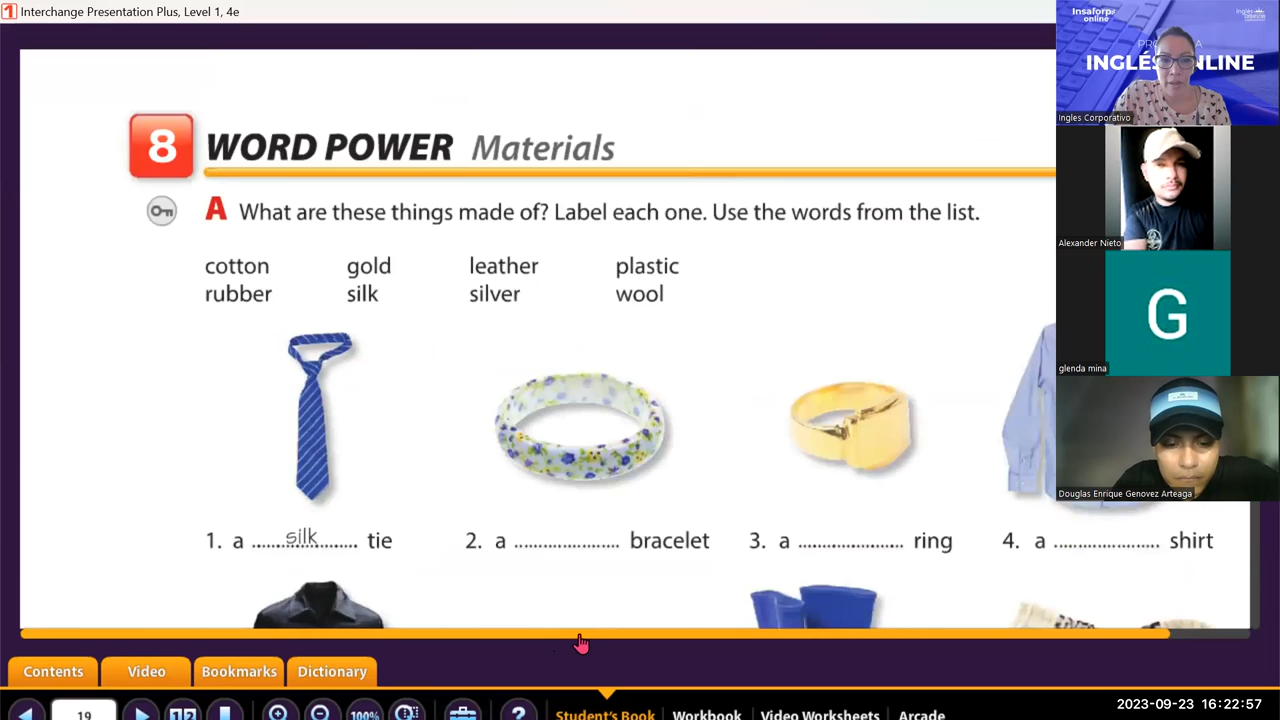 Interchange Presentation Plus, Level 1, 4e
8 WORD POWER Materials
A What are these things made of? Label each one. Use the words from the list.
cotton gold leather plastic
rubber silk silver wool
1. a silk tie 2. a .................... bracelet 3. a .................... ring 4. a .................... shirt
Contents Video Bookmarks Dictionary
19 1|2 100% ? Student's Book Workbook Video Worksheets Arcade
Insaforp online
INGLÉS ONLINE
Ingles Corporativo
Alexander Nieto
G
glenda mina
Douglas Enrique Genovez Arteaga
2023-09-23 16:22:57